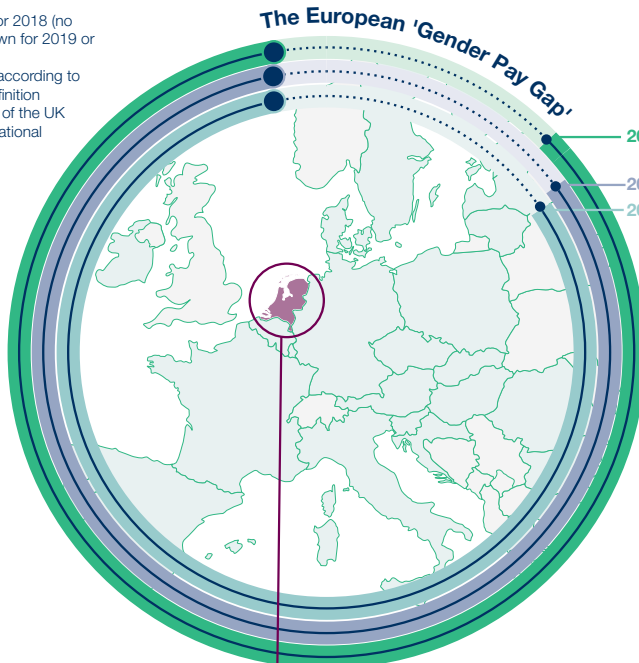 or 2018 (no
wn for 2019 or
according to
finition
of the UK
ational
The European 'Gender Pay Gap'
20
20
20